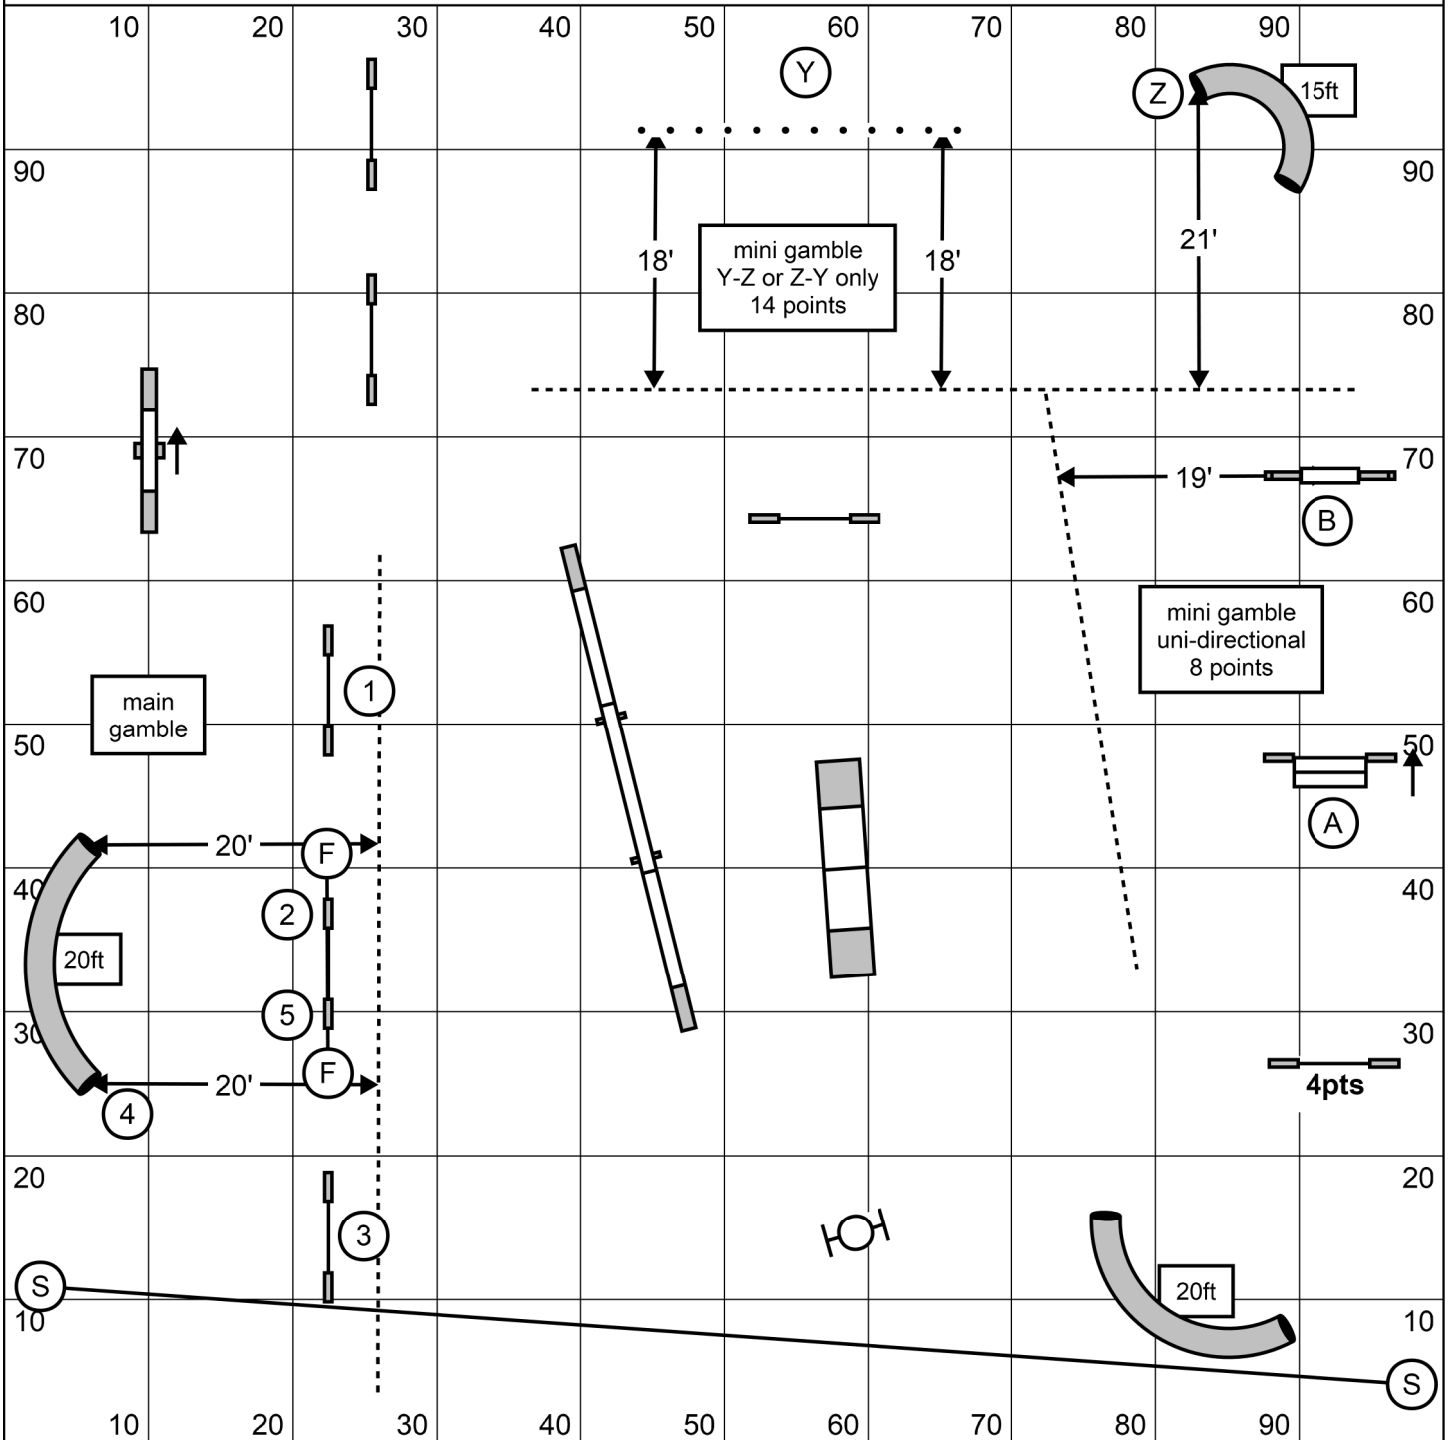 10 20 30 40 50 60 70 80 90
Y
Z
15ft
90 90
18' 18' 21'
mini gamble
Y-Z or Z-Y only
14 points
80 80
70 70
19'
B
60 60
mini gamble
uni-directional
8 points
1
main
gamble
50 50
A
20' F
40 40
2
20ft
5
30 30
F
20'
4pts
4
20 20
3
S
20ft
10 10
S
10 20 30 40 50 60 70 80 90